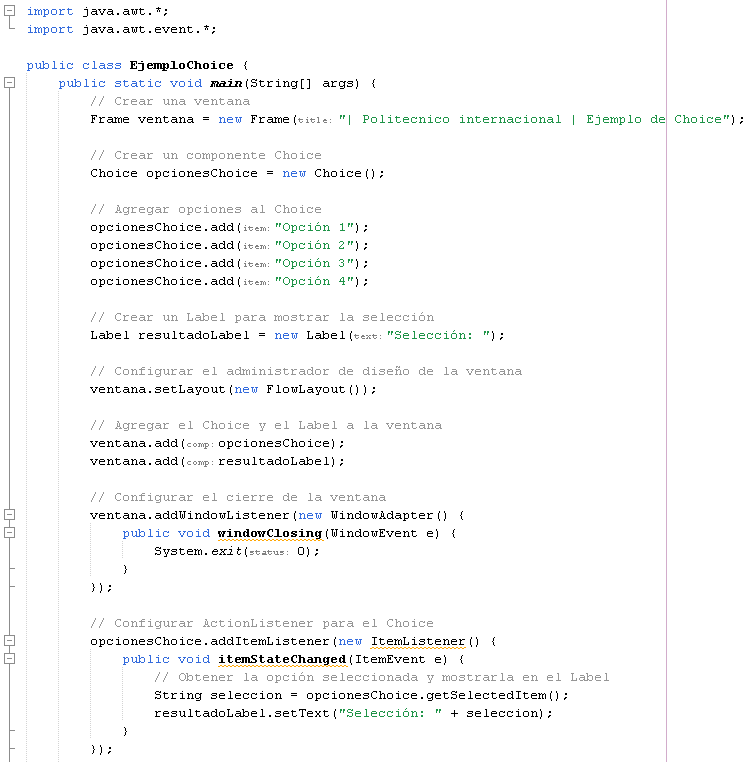 import java.awt.*;
import java.awt.event.*;
public class EjemploChoice {
public static void main(String[] args) {
// Crear una ventana
Frame ventana = new Frame(title: "| Politecnico internacional | Ejemplo de Choice");
// Crear un componente Choice
Choice opcionesChoice = new Choice();
// Agregar opciones al Choice
opcionesChoice.add(item: "Opción 1");
opcionesChoice.add(item: "Opción 2");
opcionesChoice.add(item: "Opción 3");
opcionesChoice.add(item: "Opción 4");
// Crear un Label para mostrar la selección
Label resultadoLabel = new Label(text: "Selección: ");
// Configurar el administrador de diseño de la ventana
ventana.setLayout(new FlowLayout());
// Agregar el Choice y el Label a la ventana
ventana.add(comp: opcionesChoice);
ventana.add(comp: resultadoLabel);
// Configurar el cierre de la ventana
ventana.addWindowListener(new WindowAdapter() {
public void windowClosing(WindowEvent e) {
System.exit(status: 0);
}
});
// Configurar ActionListener para el Choice
opcionesChoice.addItemListener(new ItemListener() {
public void itemStateChanged(ItemEvent e) {
// Obtener la opción seleccionada y mostrarla en el Label
String seleccion = opcionesChoice.getSelectedItem();
resultadoLabel.setText("Selección: " + seleccion);
}
});